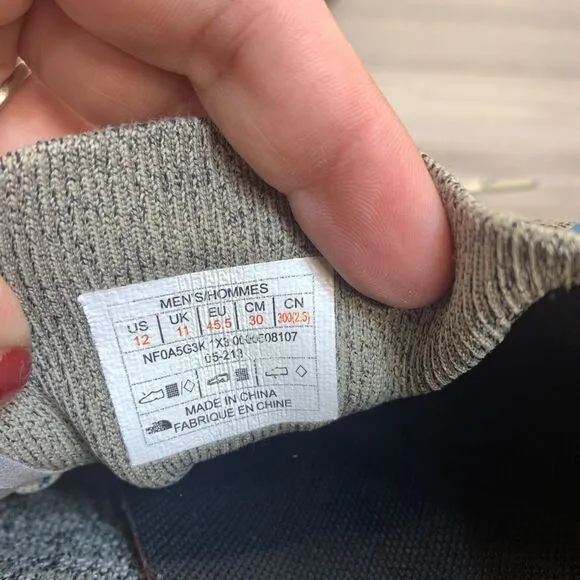 MEN'S/HOMMES
US UK EU CM CN
12 11 45,5 30 300(2.5)
NF0A5G3K
05-213
MADE IN CHINA
FABRIQUE EN CHINE